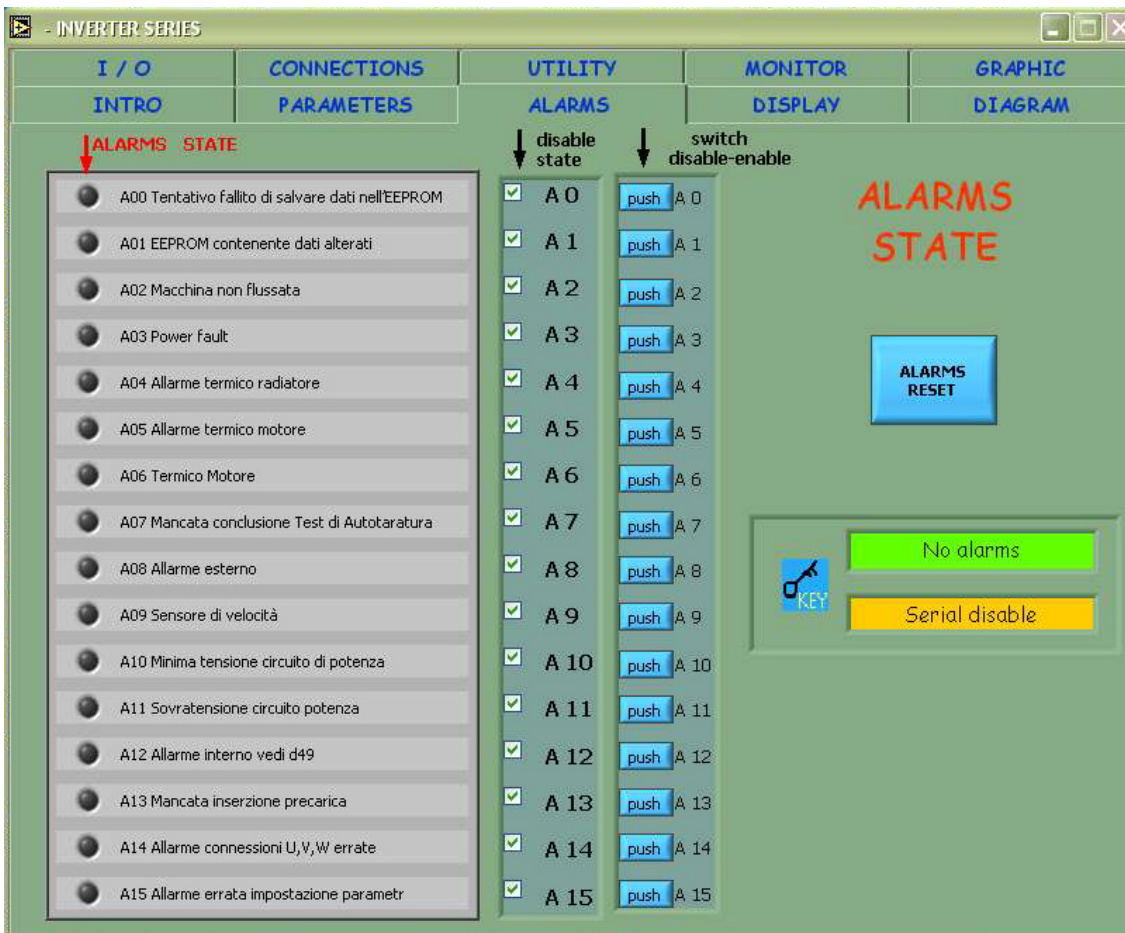 - INVERTER SERIES
I / O CONNECTIONS UTILITY MONITOR GRAPHIC
INTRO PARAMETERS ALARMS DISPLAY DIAGRAM
ALARMS STATE
disable
state
switch
disable-enable
A00 Tentativo fallito di salvare dati nell'EEPROM A 0 push A 0
A01 EEPROM contenente dati alterati A 1 push A 1
A02 Macchina non flussata A 2 push A 2
A03 Power fault A 3 push A 3
A04 Allarme termico radiatore A 4 push A 4
A05 Allarme termico motore A 5 push A 5
A06 Termico Motore A 6 push A 6
A07 Mancata conclusione Test di Autotaratura A 7 push A 7
A08 Allarme esterno A 8 push A 8
A09 Sensore di velocità A 9 push A 9
A10 Minima tensione circuito di potenza A 10 push A 10
A11 Sovratensione circuito potenza A 11 push A 11
A12 Allarme interno vedi d49 A 12 push A 12
A13 Mancata inserzione precarica A 13 push A 13
A14 Allarme connessioni U,V,W errate A 14 push A 14
A15 Allarme errata impostazione parametr A 15 push A 15
ALARMS
STATE
ALARMS
RESET
KEY
No alarms
Serial disable